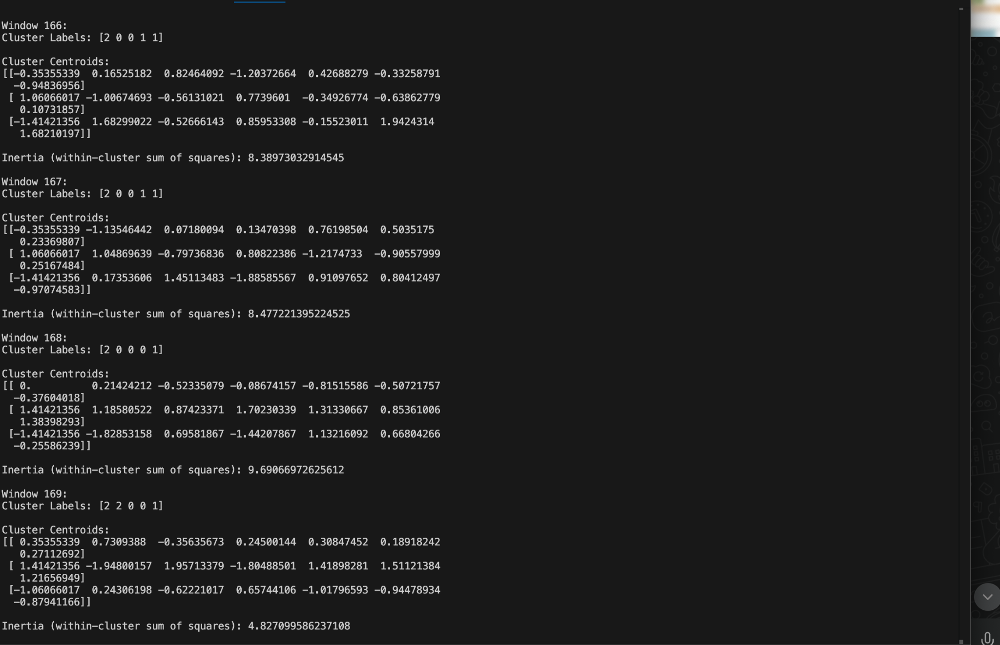 Window 166:
Cluster Labels: [2 0 0 1 1]
Cluster Centroids:
[[-0.35355339  0.16525182  0.82464092 -1.20372664  0.42688279 -0.33258791
  -0.94836956]
 [ 1.06066017 -1.00674693 -0.56131021  0.7739601  -0.34926774 -0.63862779
   0.10731857]
 [-1.41421356  1.68299022 -0.52666143  0.85953308 -0.15523011  1.9424314
   1.68210197]]
Inertia (within-cluster sum of squares): 8.38973032914545
Window 167:
Cluster Labels: [2 0 0 1 1]
Cluster Centroids:
[[-0.35355339 -1.13546442  0.07180094  0.13470398  0.76198504  0.5035175
   0.23369807]
 [ 1.06066017  1.04869639 -0.79736836  0.80822386 -1.2174733  -0.90557999
   0.25167484]
 [-1.41421356  0.17353606  1.45113483 -1.88585567  0.91097652  0.80412497
  -0.97074583]]
Inertia (within-cluster sum of squares): 8.477221395224525
Window 168:
Cluster Labels: [2 0 0 0 1]
Cluster Centroids:
[[ 0.          0.21424212 -0.52335079 -0.08674157 -0.81515586 -0.50721757
  -0.37604018]
 [ 1.41421356  1.18580522  0.87423371  1.70230339  1.31330667  0.85361006
   1.38398293]
 [-1.41421356 -1.82853158  0.69581867 -1.44207867  1.13216092  0.66804266
  -0.25586239]]
Inertia (within-cluster sum of squares): 9.69066972625612
Window 169:
Cluster Labels: [2 2 0 0 1]
Cluster Centroids:
[[ 0.35355339  0.7309388  -0.35635673  0.24500144  0.30847452  0.18918242
   0.27112692]
 [ 1.41421356 -1.94800157  1.95713379 -1.80488501  1.41898281  1.51121384
   1.21656949]
 [-1.06066017  0.24306198 -0.62221017  0.65744106 -1.01796593 -0.94478934
  -0.87941166]]
Inertia (within-cluster sum of squares): 4.827099586237108